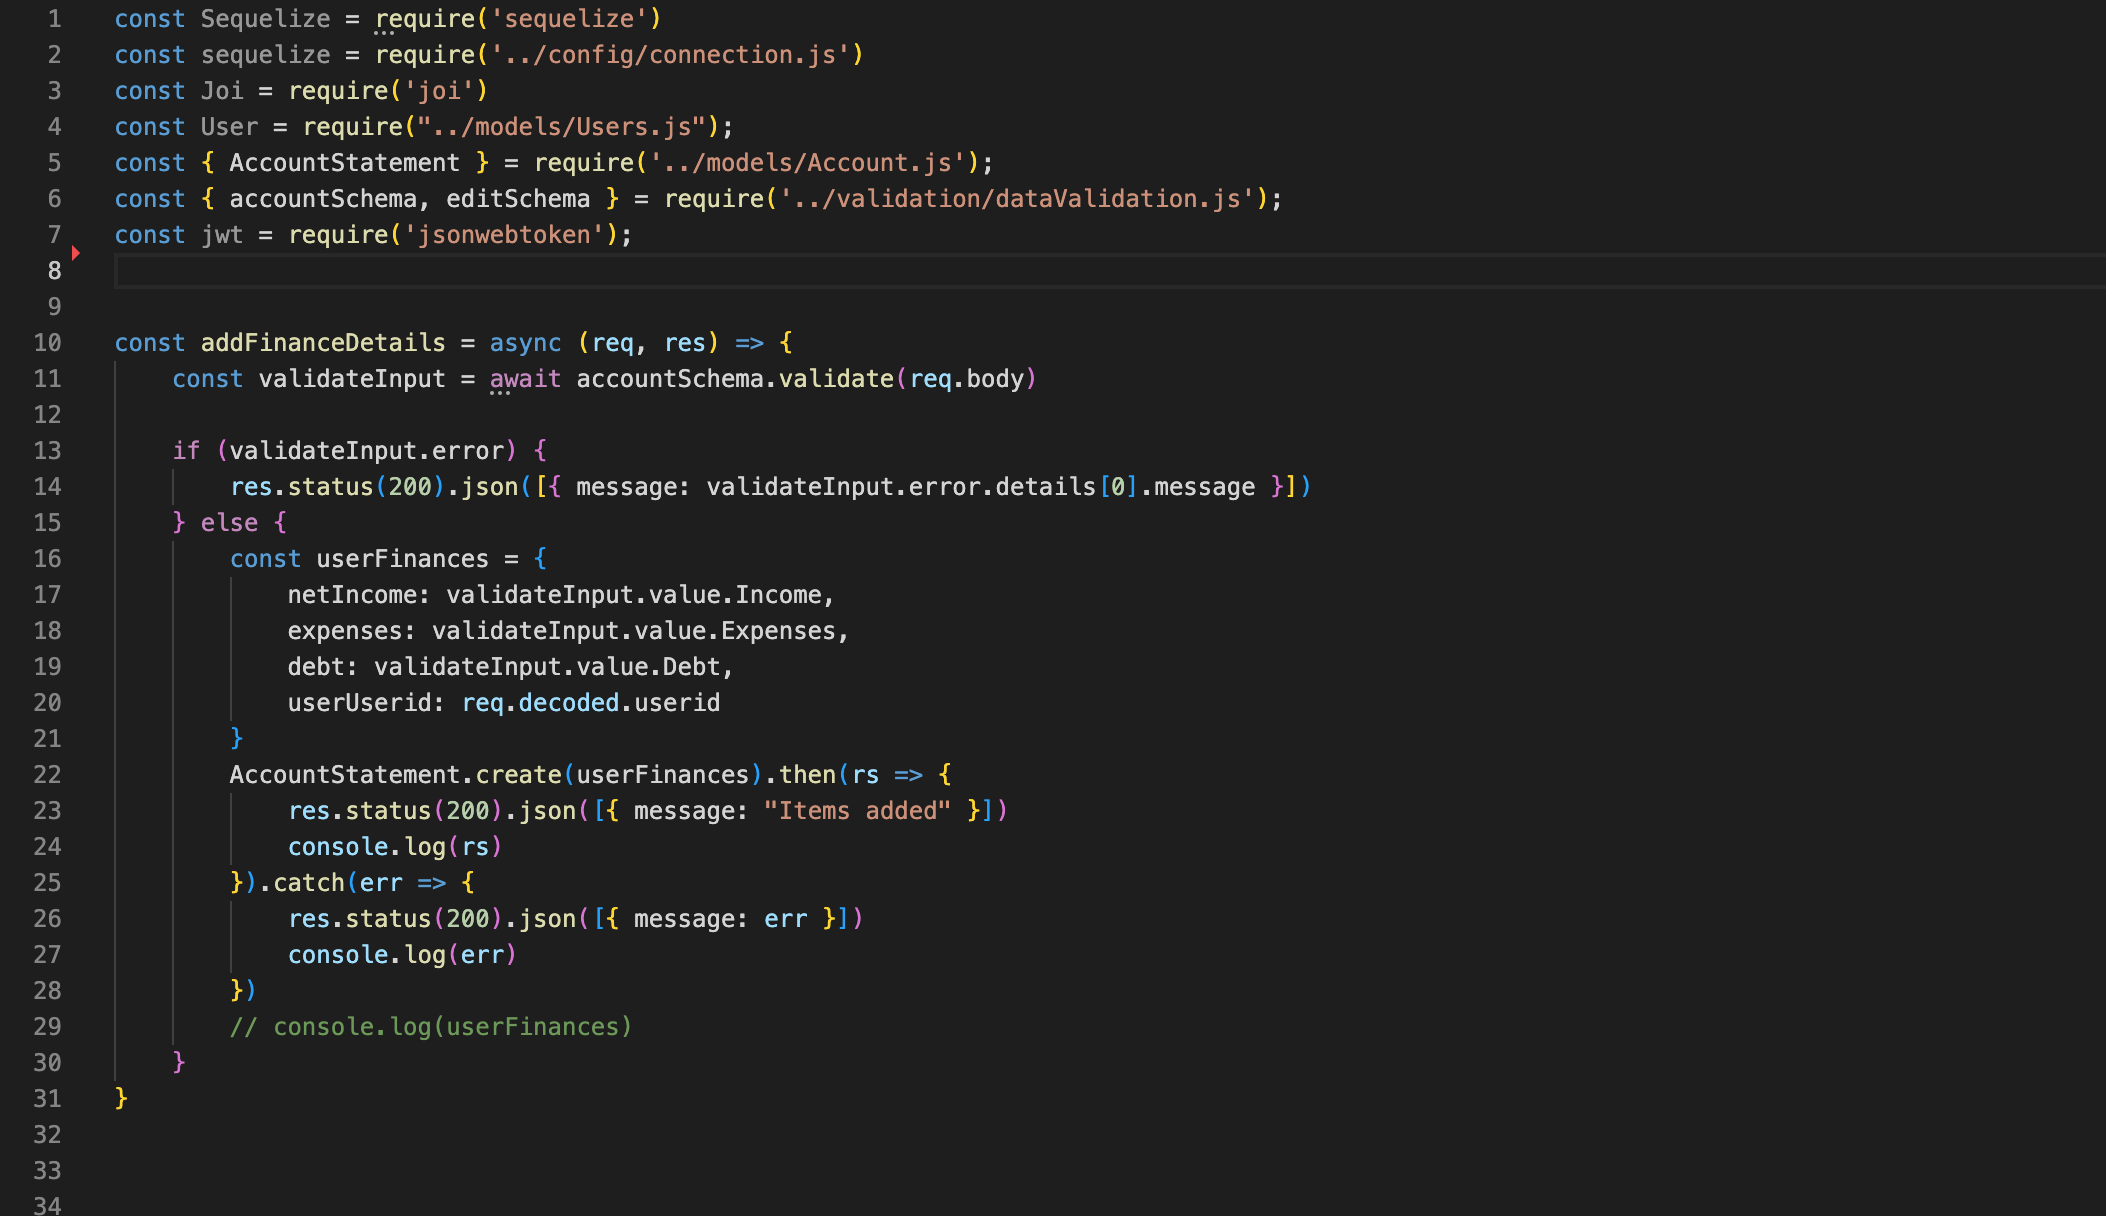 1 const Sequelize = require('sequelize')
2 const sequelize = require('../config/connection.js')
3 const Joi = require('joi')
4 const User = require("../models/Users.js");
5 const { AccountStatement } = require('../models/Account.js');
6 const { accountSchema, editSchema } = require('../validation/dataValidation.js');
7 const jwt = require('jsonwebtoken');
8
9
10 const addFinanceDetails = async (req, res) => {
11     const validateInput = await accountSchema.validate(req.body)
12
13     if (validateInput.error) {
14         res.status(200).json([{ message: validateInput.error.details[0].message }])
15     } else {
16         const userFinances = {
17             netIncome: validateInput.value.Income,
18             expenses: validateInput.value.Expenses,
19             debt: validateInput.value.Debt,
20             userUserid: req.decoded.userid
21         }
22         AccountStatement.create(userFinances).then(rs => {
23             res.status(200).json([{ message: "Items added" }])
24             console.log(rs)
25         }).catch(err => {
26             res.status(200).json([{ message: err }])
27             console.log(err)
28         })
29         // console.log(userFinances)
30     }
31 }
32
33
34